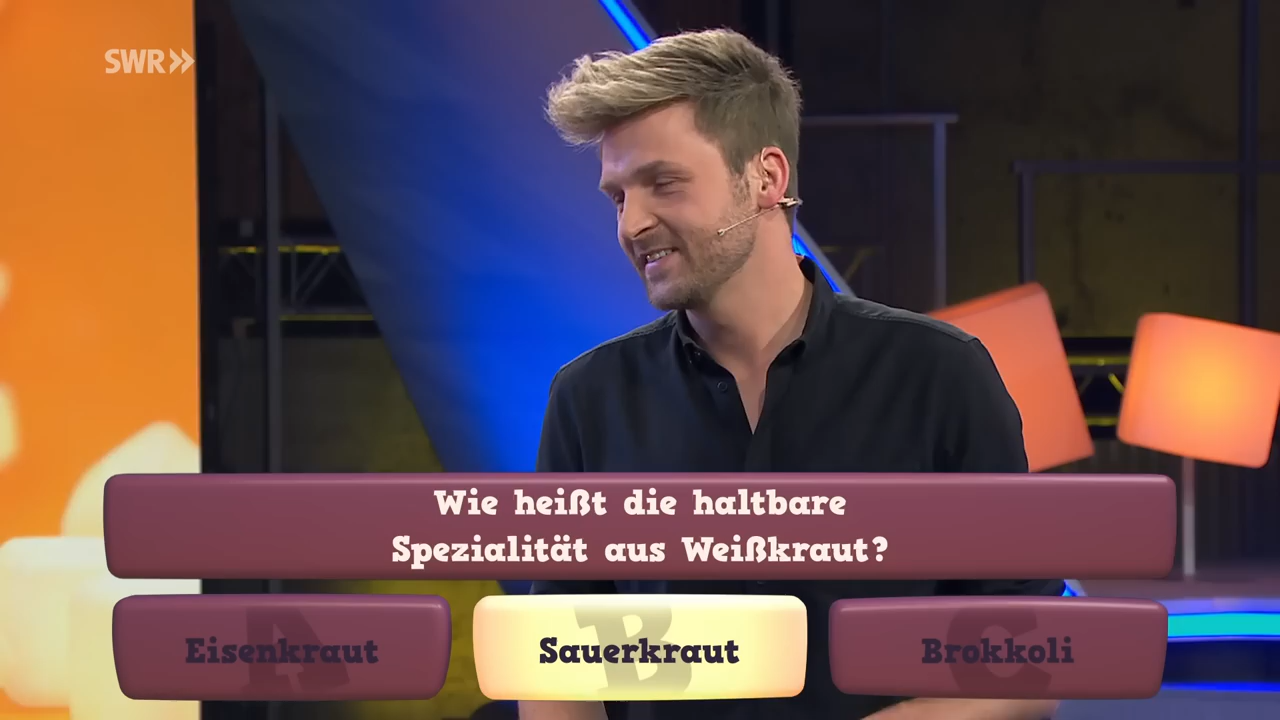 SWR»
Wie heißt die haltbare
Spezialität aus Weißkraut?
A
Eisenkraut
B
Sauerkraut
C
Brokkoli